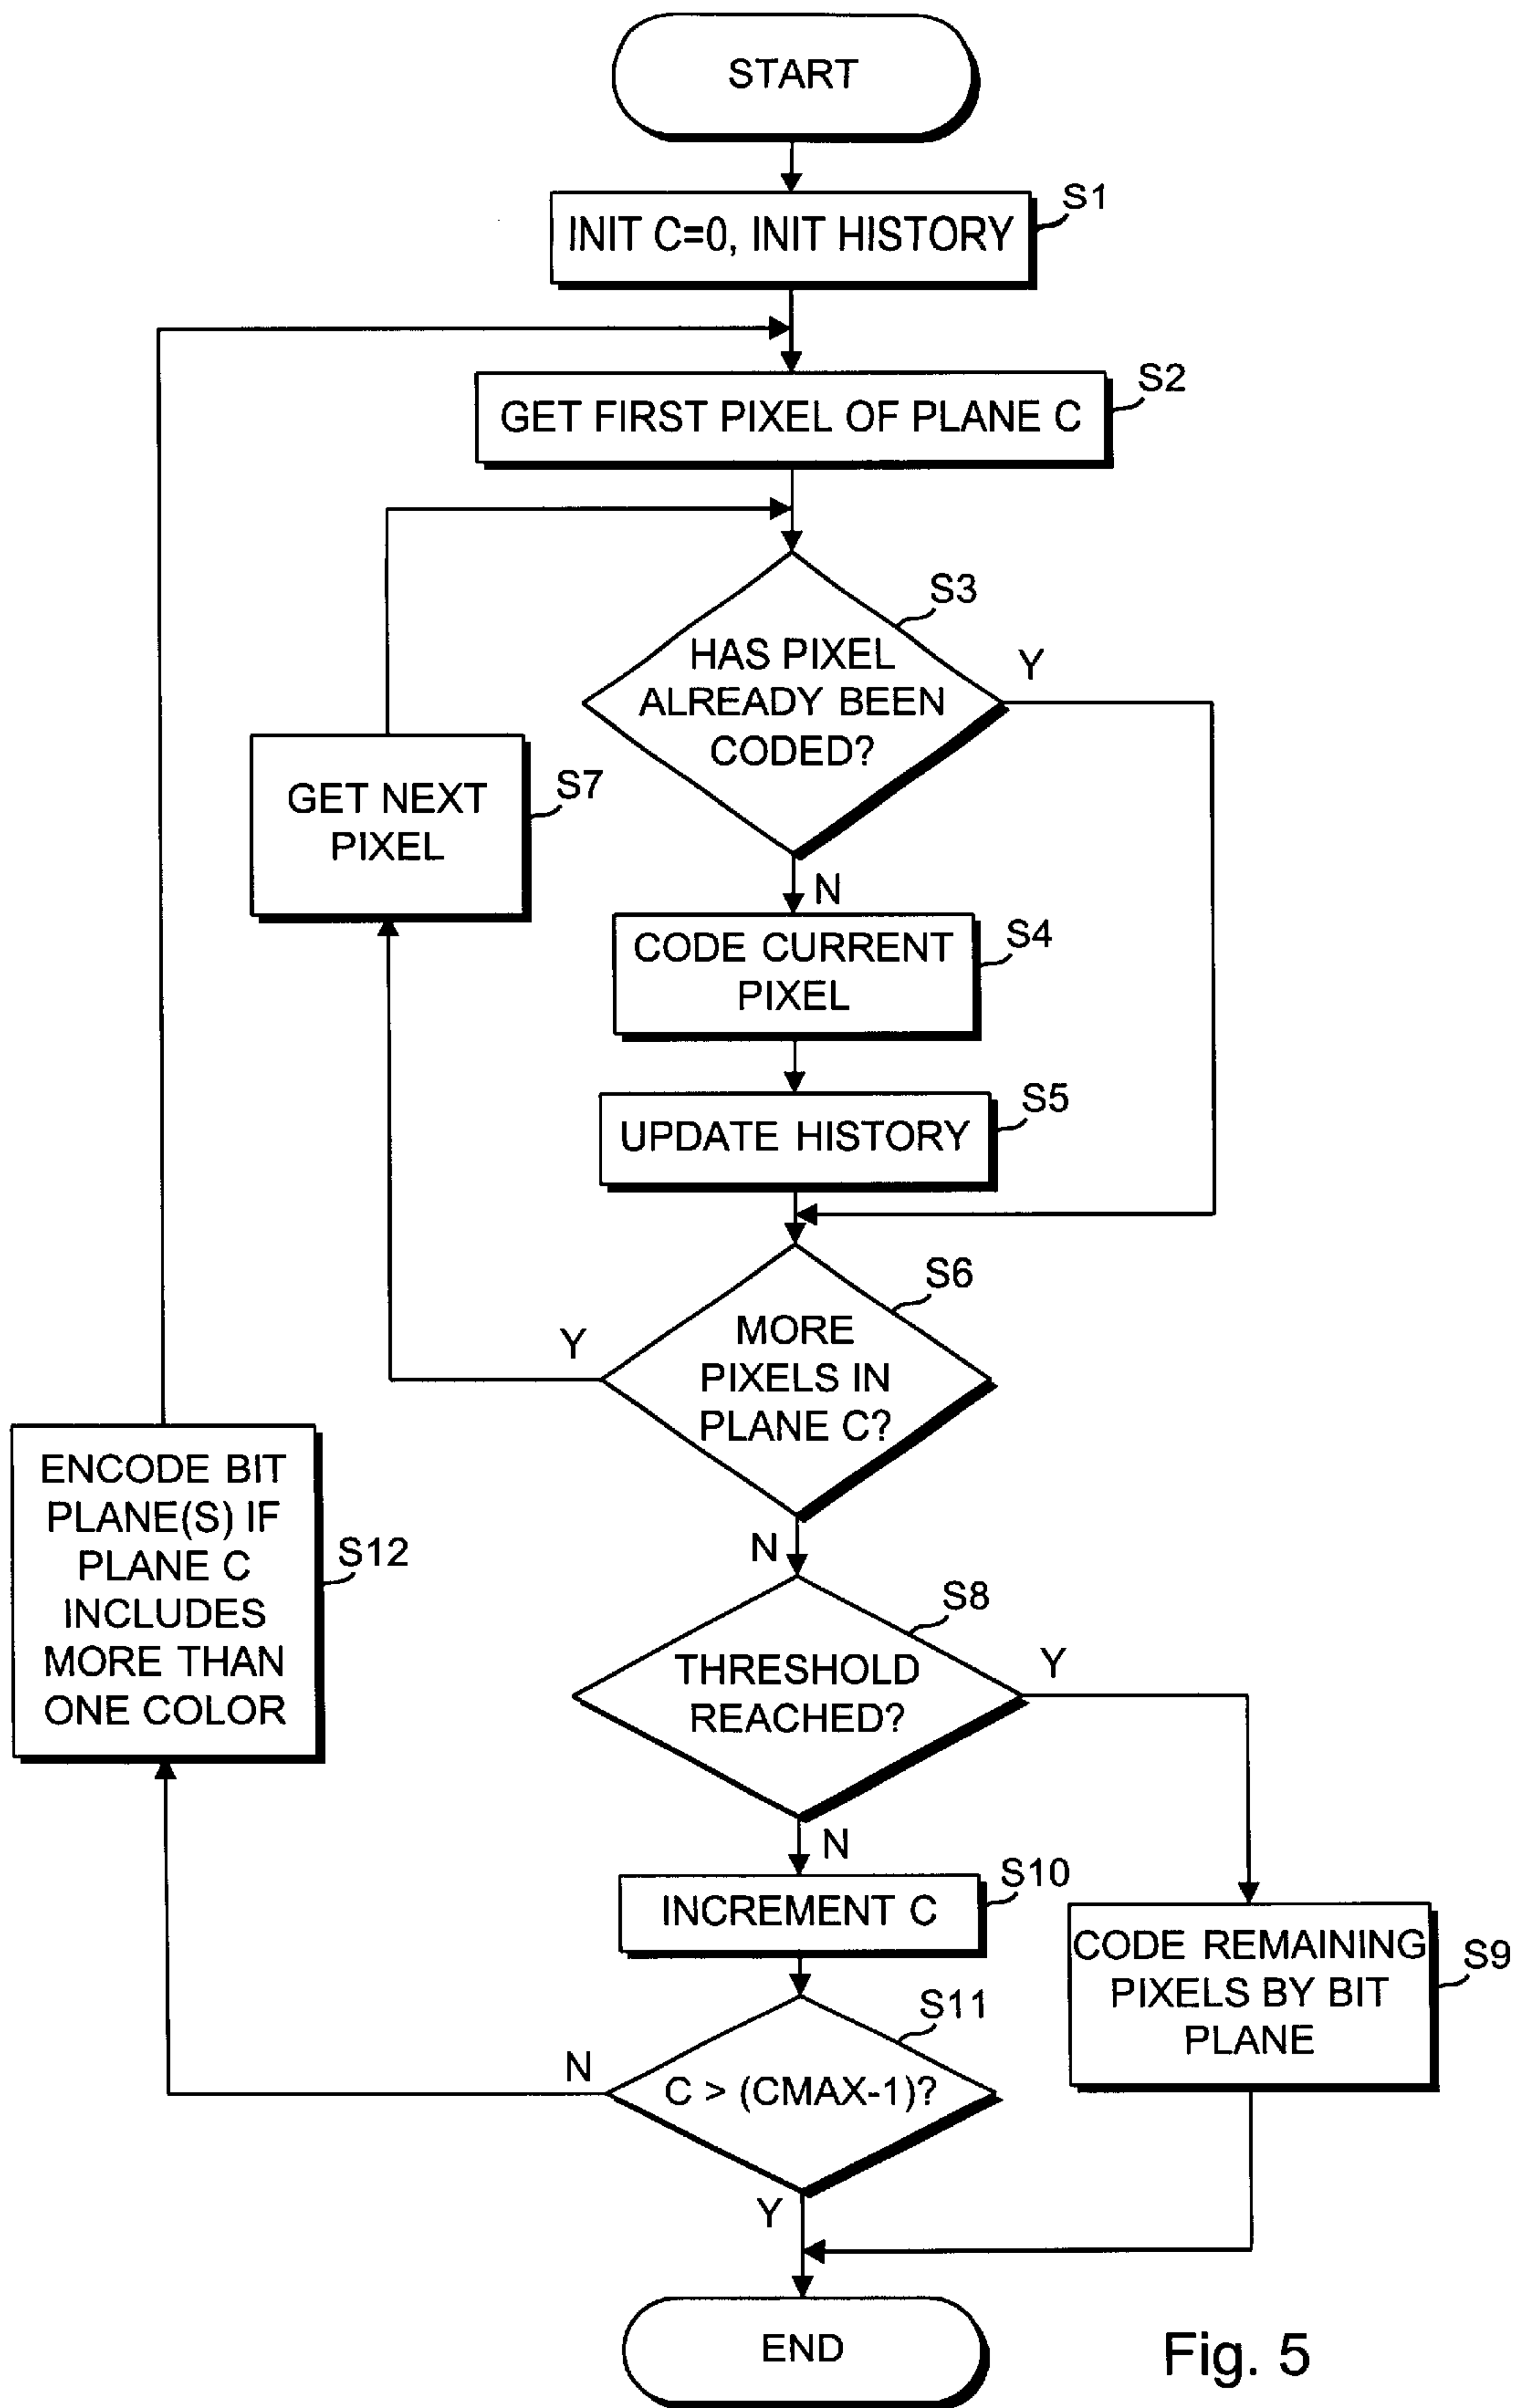 START
S1
INIT C=0, INIT HISTORY
S2
GET FIRST PIXEL OF PLANE C
S3
HAS PIXEL
ALREADY BEEN
CODED?
Y
GET NEXT
PIXEL
S7
N
CODE CURRENT
PIXEL
S4
UPDATE HISTORY
S5
S6
MORE
PIXELS IN
PLANE C?
Y
N
ENCODE BIT
PLANE(S) IF
PLANE C
INCLUDES
MORE THAN
ONE COLOR
S12
S8
THRESHOLD
REACHED?
Y
N
INCREMENT C
S10
CODE REMAINING
PIXELS BY BIT
PLANE
S9
S11
C > (CMAX-1)?
N
Y
END
Fig. 5